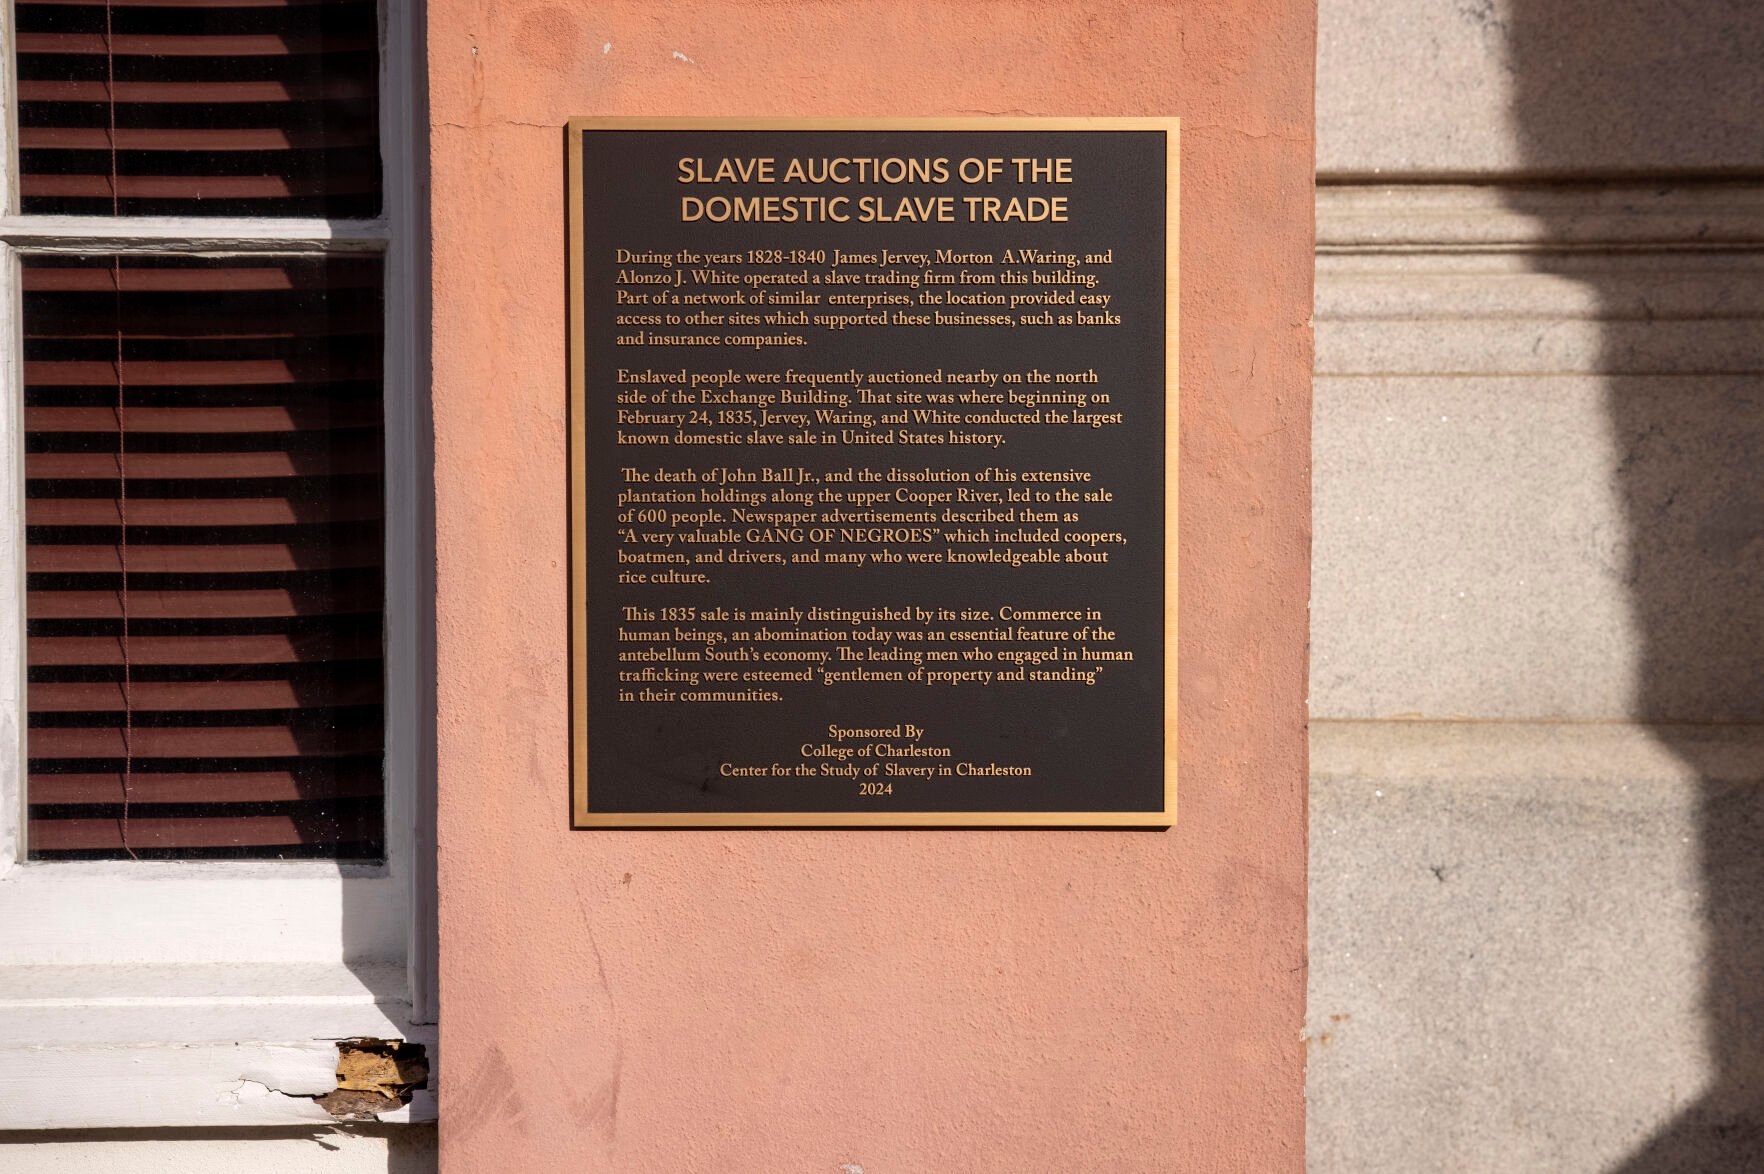 SLAVE AUCTIONS OF THE
DOMESTIC SLAVE TRADE
During the years 1828-1840 James Jervey, Morton A.Waring, and
Alonzo J. White operated a slave trading firm from this building.
Part of a network of similar enterprises, the location provided easy
access to other sites which supported these businesses, such as banks
and insurance companies.
Enslaved people were frequently auctioned nearby on the north
side of the Exchange Building. That site was where beginning on
February 24, 1835, Jervey, Waring, and White conducted the largest
known domestic slave sale in United States history.
The death of John Ball Jr., and the dissolution of his extensive
plantation holdings along the upper Cooper River, led to the sale
of 600 people. Newspaper advertisements described them as
“A very valuable GANG OF NEGROES” which included coopers,
boatmen, and drivers, and many who were knowledgeable about
rice culture.
This 1835 sale is mainly distinguished by its size. Commerce in
human beings, an abomination today was an essential feature of the
antebellum South’s economy. The leading men who engaged in human
trafficking were esteemed “gentlemen of property and standing”
in their communities.
Sponsored By
College of Charleston
Center for the Study of Slavery in Charleston
2024